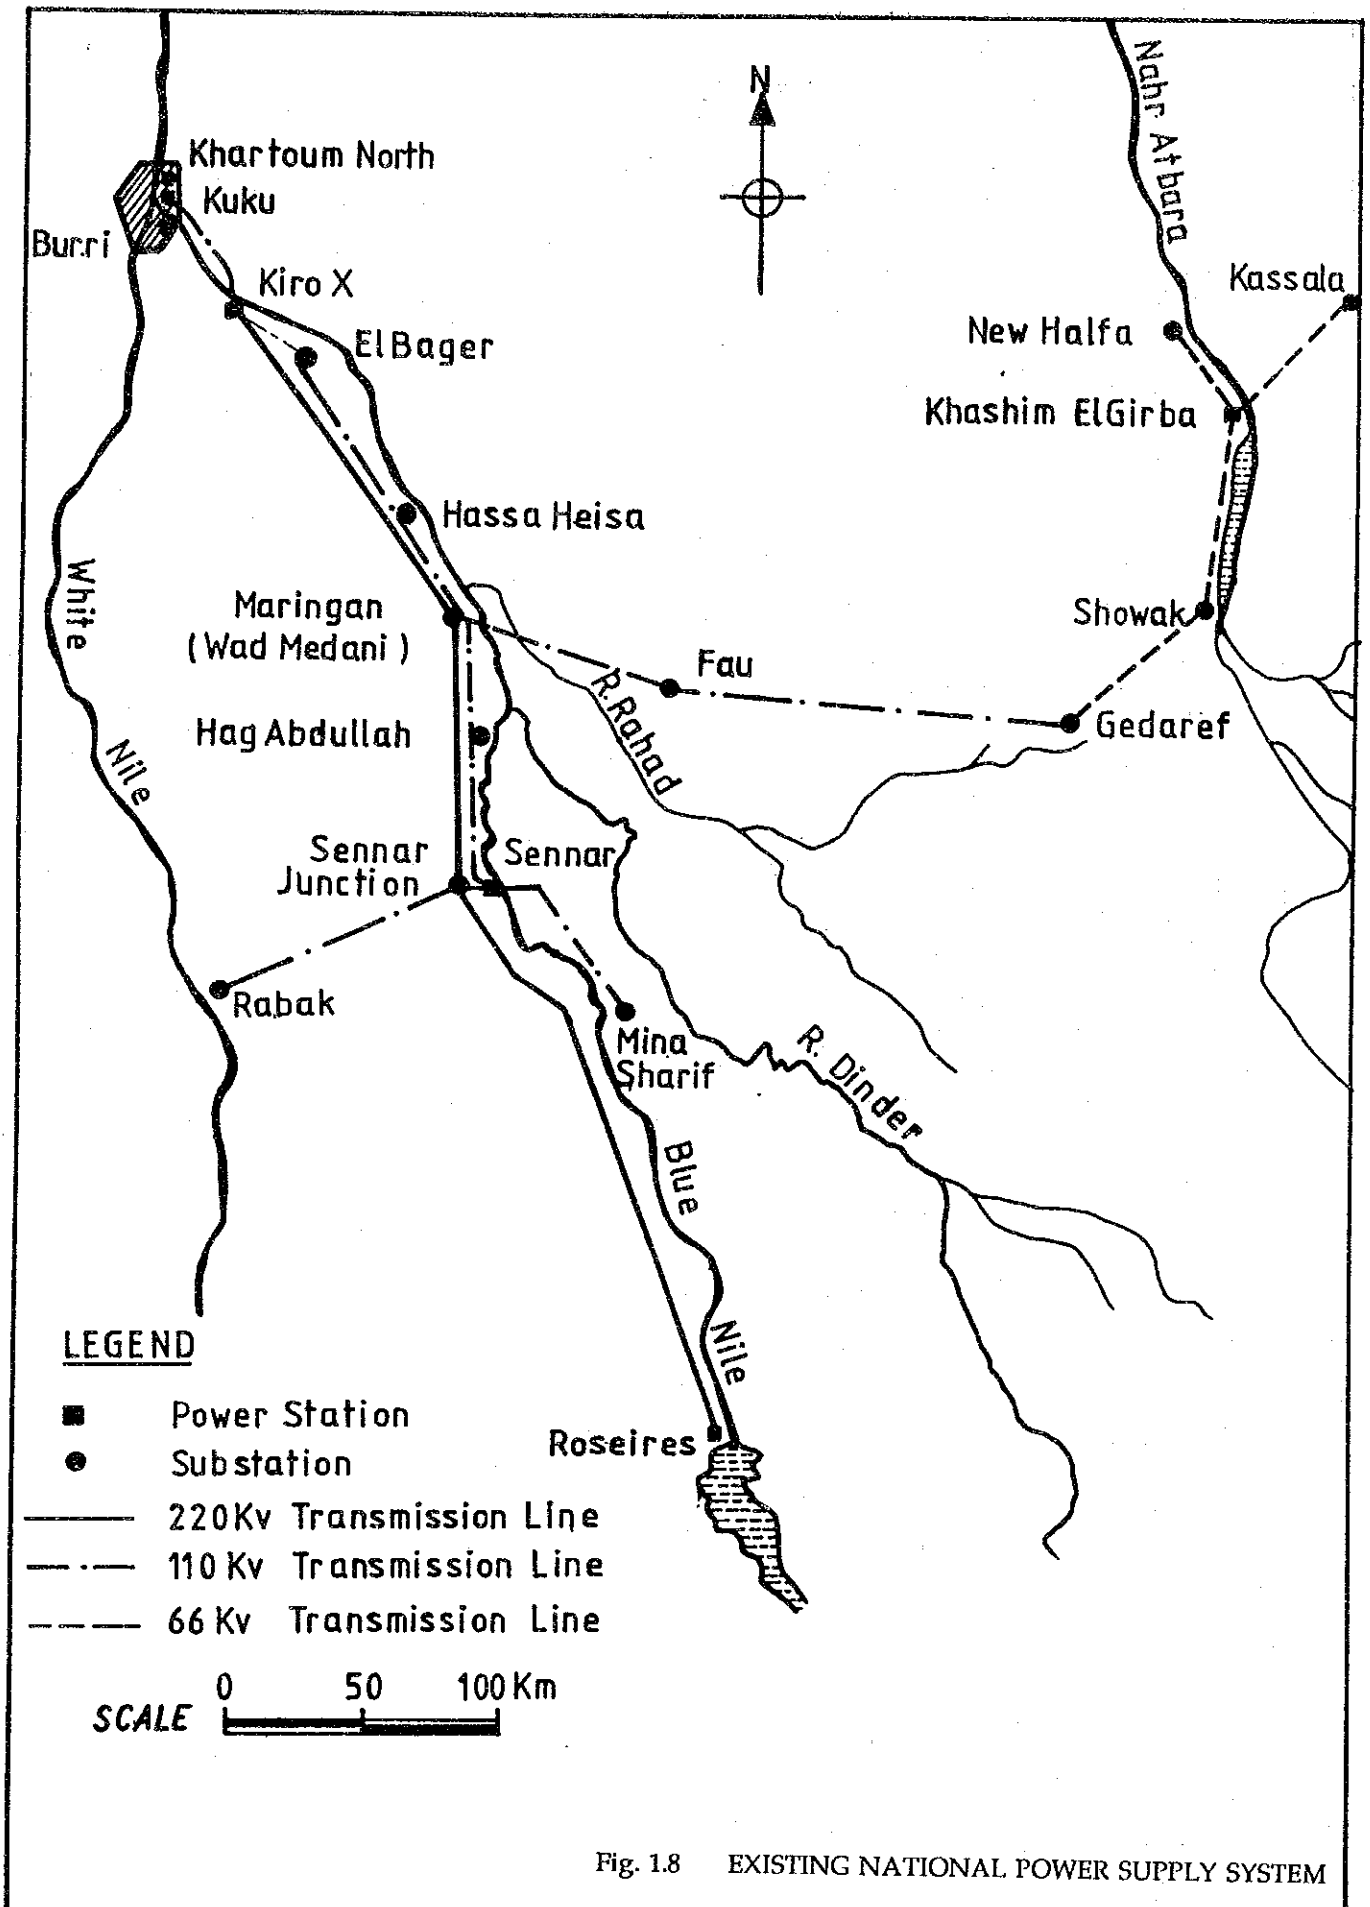 N
Nahr Atbara
Khartoum North
Kuku
Burri
Kiro X
El Bager
Kassala
New Halfa
Khashim ElGirba
Hassa Heisa
White
Nile
Maringan
(Wad Medani)
Showak
Fau
R. Rahad
Gedaref
Hag Abdullah
Sennar
Junction
Sennar
Rabak
Mina
Sharif
R. Dinder
Blue
Nile
Roseires
LEGEND
Power Station
Substation
220Kv Transmission Line
110 Kv Transmission Line
66 Kv Transmission Line
0 50 100 Km
SCALE
Fig. 1.8 EXISTING NATIONAL POWER SUPPLY SYSTEM